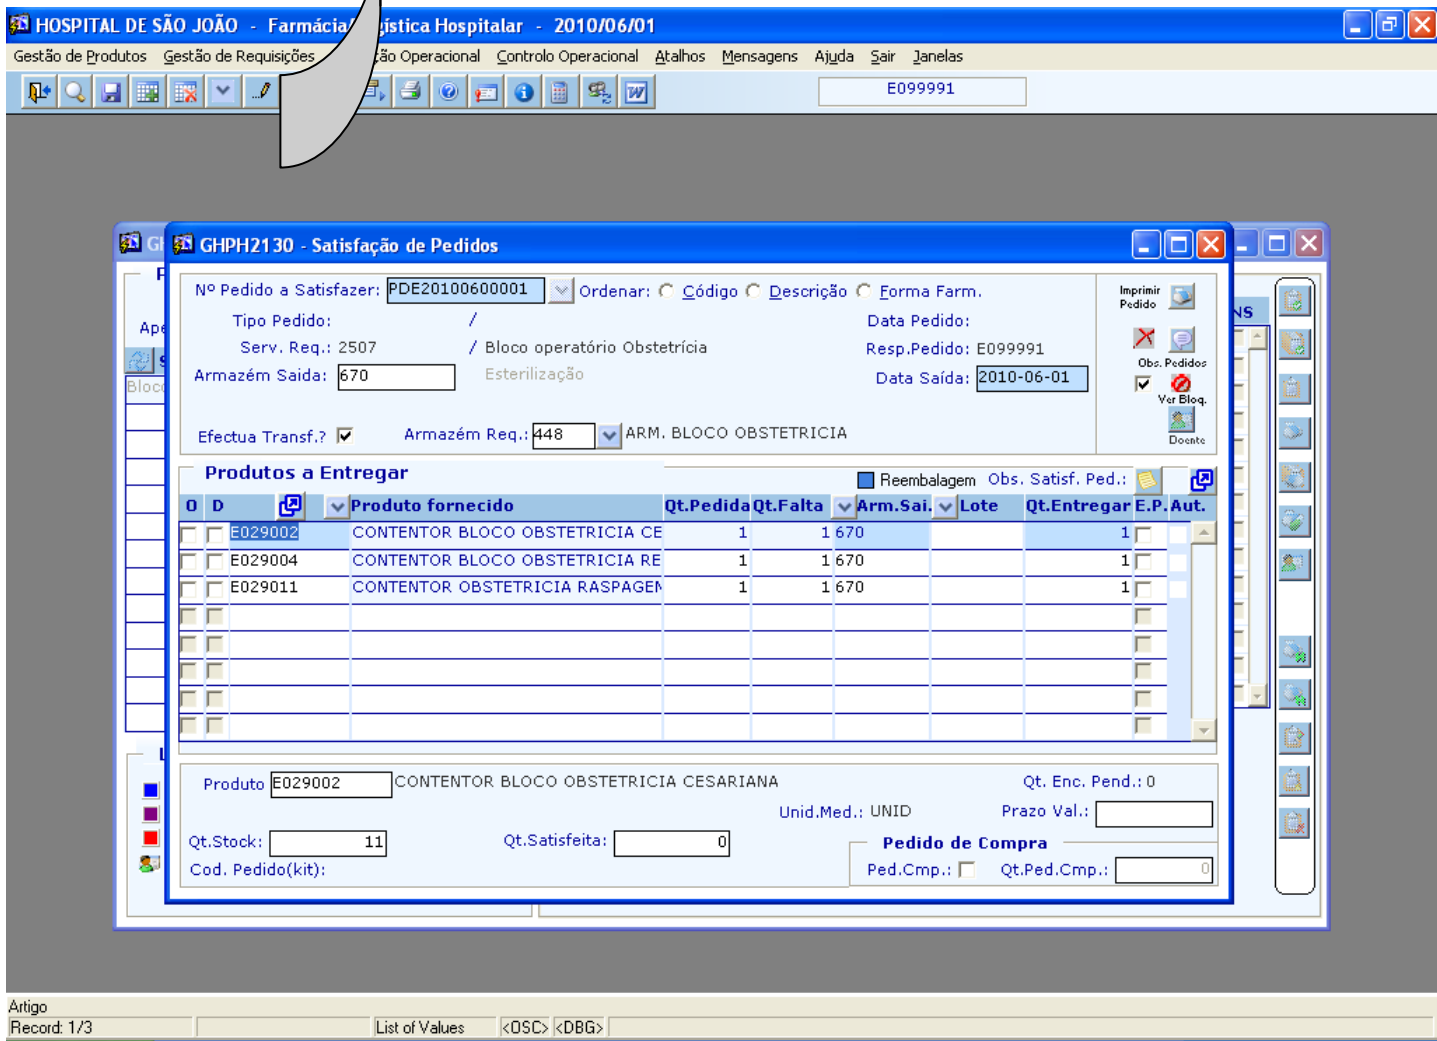 HOSPITAL DE SÃO JOÃO - Farmácia/ gística Hospitalar - 2010/06/01
Gestão de Produtos Gestão de Requisições ção Operacional Controlo Operacional Atalhos Mensagens Ajuda Sair Janelas
E099991
GHPH2130 - Satisfação de Pedidos
Nº Pedido a Satisfazer: PDE20100600001 Ordenar: Código Descrição Forma Farm.
Imprimir Pedido
Tipo Pedido: / Data Pedido:
Serv. Req.: 2507 / Bloco operatório Obstetrícia Resp.Pedido: E099991
Obs. Pedidos
Armazém Saida: 670 Esterilização Data Saída: 2010-06-01
Ver Bloq.
Efectua Transf.? Armazém Req.: 448 ARM. BLOCO OBSTETRICIA
Doente
Produtos a Entregar
Reembalagem Obs. Satisf. Ped.:
O D Produto fornecido Qt.Pedida Qt.Falta Arm.Sai. Lote Qt.Entregar E.P. Aut.
E029002 CONTENTOR BLOCO OBSTETRICIA CE 1 1 670 1
E029004 CONTENTOR BLOCO OBSTETRICIA RE 1 1 670 1
E029011 CONTENTOR OBSTETRICIA RASPAGEM 1 1 670 1
Produto E029002 CONTENTOR BLOCO OBSTETRICIA CESARIANA Qt. Enc. Pend.: 0
Unid.Med.: UNID Prazo Val.:
Qt.Stock: 11 Qt.Satisfeita: 0
Pedido de Compra
Cod. Pedido(kit): Ped.Cmp.: Qt.Ped.Cmp.: 0
Artigo
Record: 1/3 List of Values <OSC> <DBG>